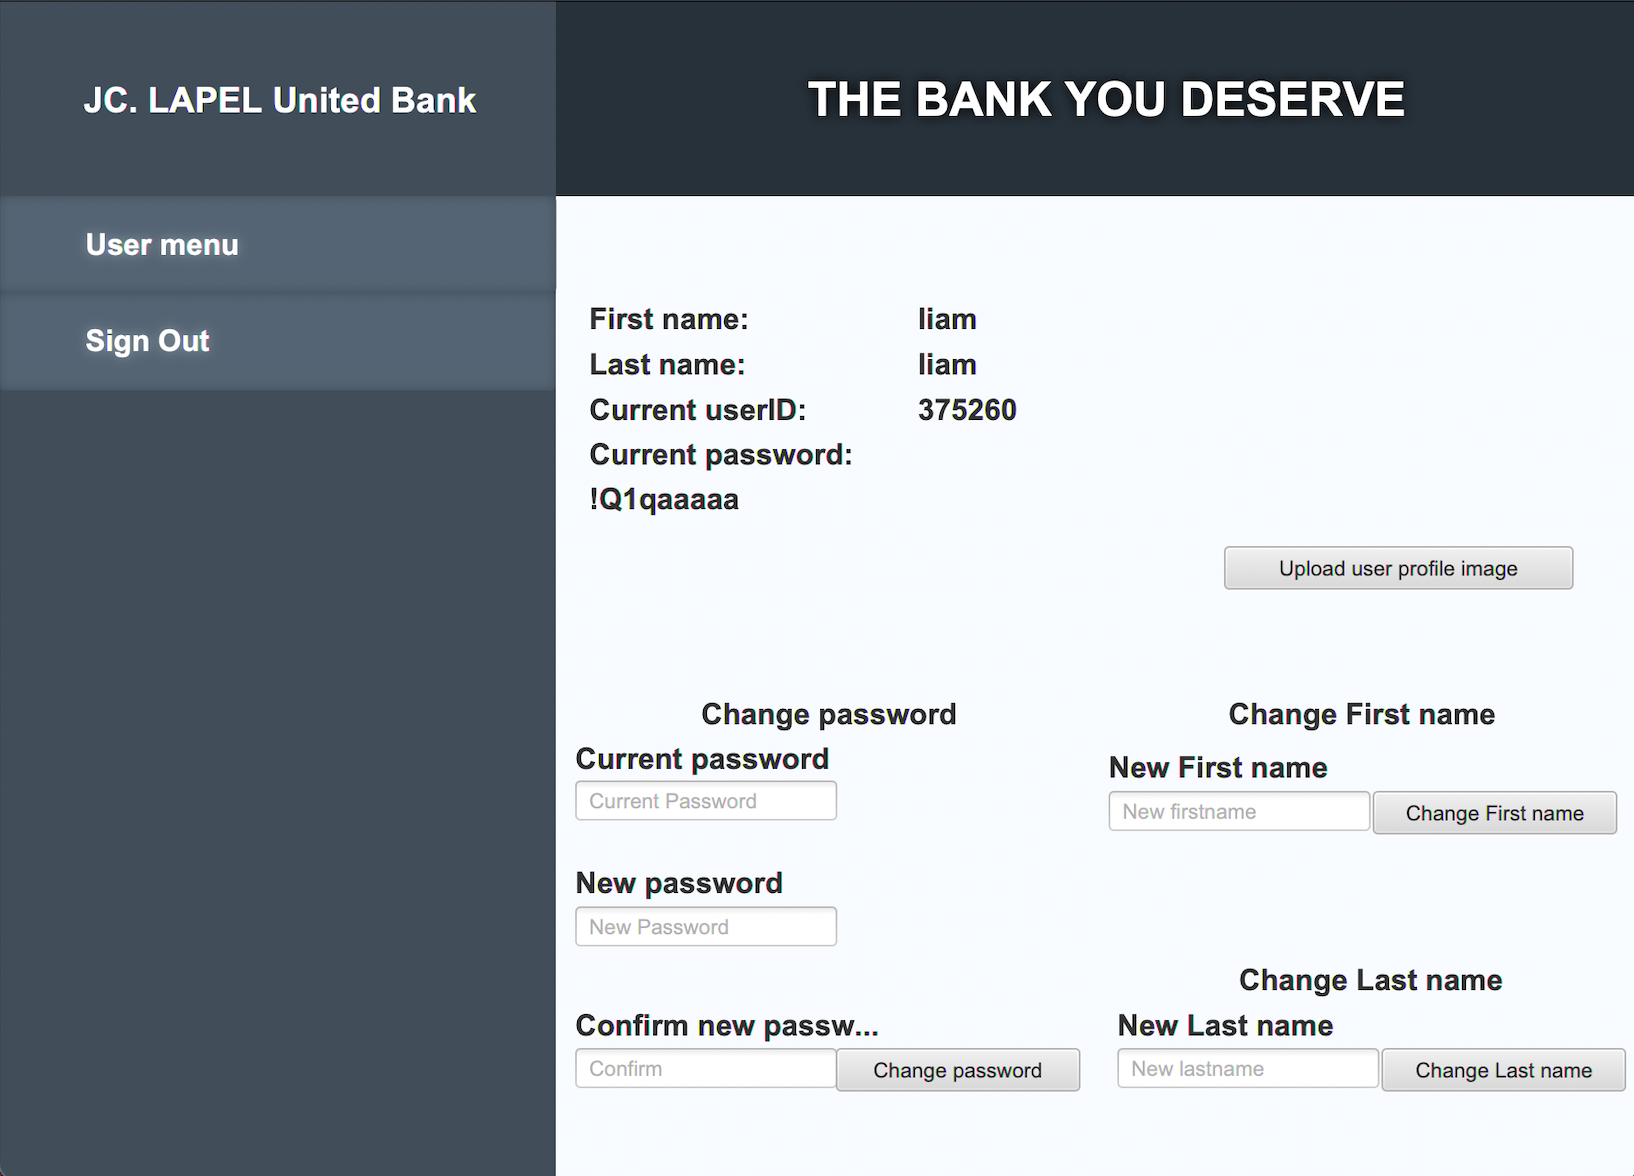 JC. LAPEL United Bank
THE BANK YOU DESERVE
User menu
Sign Out
First name: liam
Last name: liam
Current userID: 375260
Current password:
!Q1qaaaaa
Upload user profile image
Change password
Current password
Current Password
New password
New Password
Confirm new passw...
Confirm
Change password
Change First name
New First name
New firstname
Change First name
Change Last name
New Last name
New lastname
Change Last name